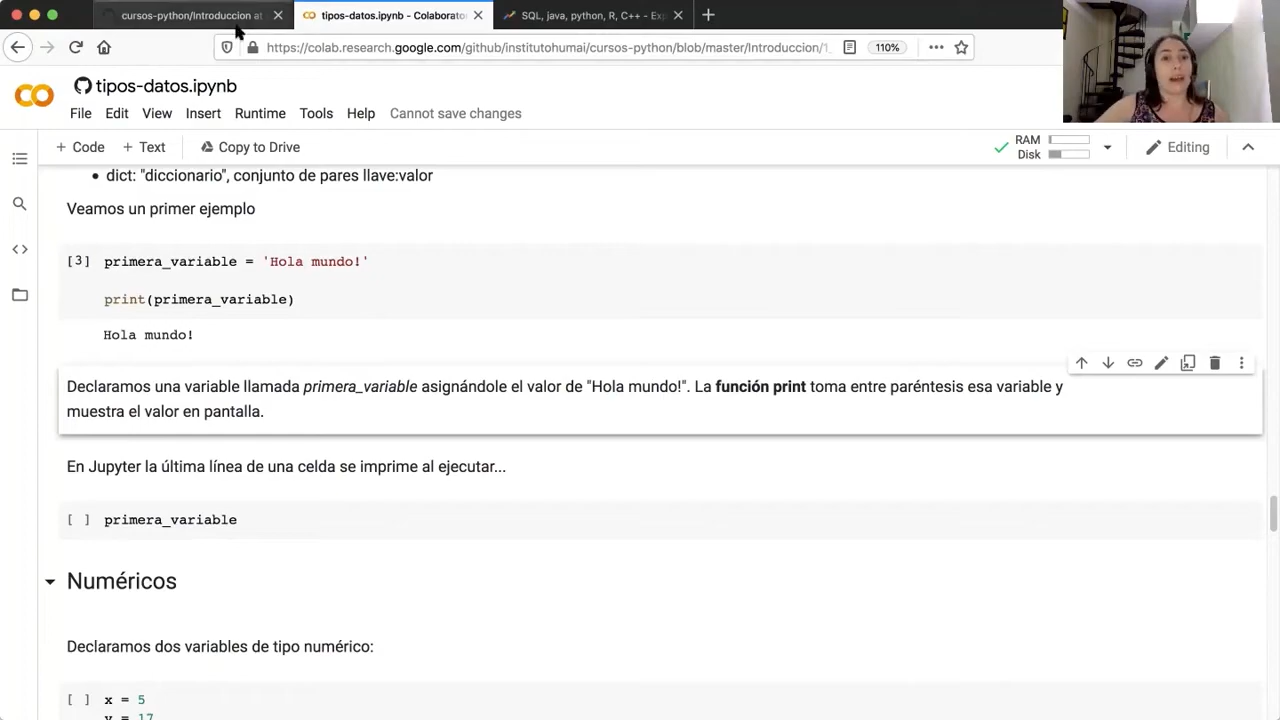 cursos-python/Introduccion at
tipos-datos.ipynb - Colaborato
SQL, java, python, R, C++ - Exp
https://colab.research.google.com/github/institutohumai/cursos-python/blob/master/Introduccion/1_
110%
tipos-datos.ipynb
File Edit View Insert Runtime Tools Help Cannot save changes
+ Code + Text Copy to Drive
RAM
Disk
Editing
• dict: "diccionario", conjunto de pares llave:valor
Veamos un primer ejemplo
[3] primera_variable = 'Hola mundo!'
print(primera_variable)
Hola mundo!
Declaramos una variable llamada primera_variable asignándole el valor de "Hola mundo!". La función print toma entre paréntesis esa variable y
muestra el valor en pantalla.
En Jupyter la última línea de una celda se imprime al ejecutar...
[ ] primera_variable
Numéricos
Declaramos dos variables de tipo numérico:
[ ] x = 5
y = 17